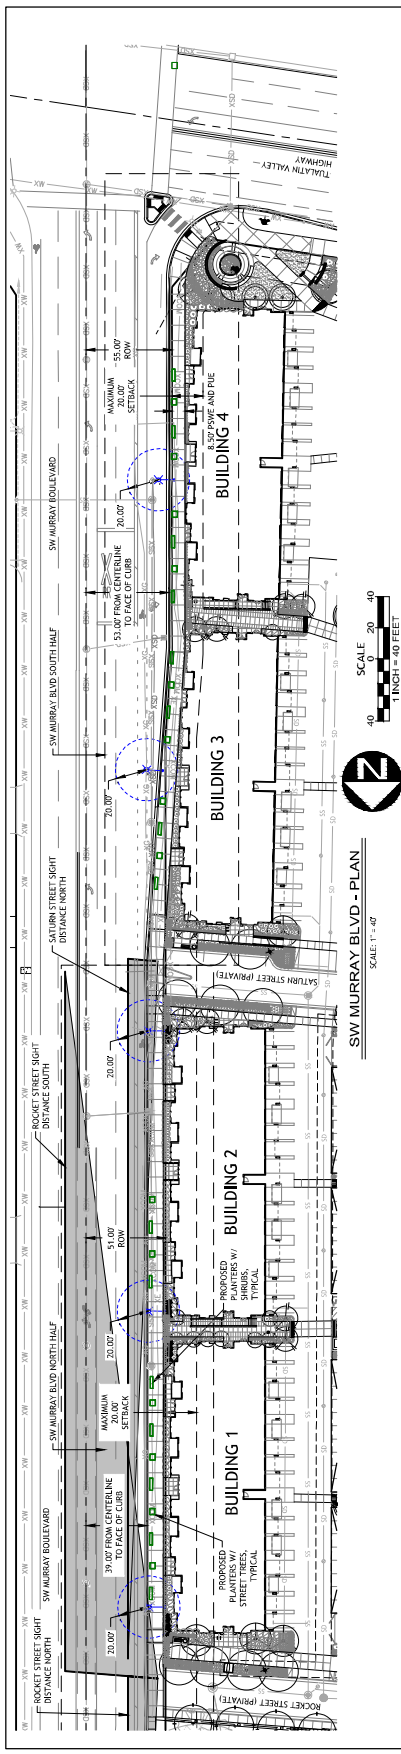 TUALATIN VALLEY
HIGHWAY
55.00'
ROW
MAXIMUM
20.00'
SETBACK
8.50' PSWE AND PUE
BUILDING 4
SW MURRAY BOULEVARD
20.00'
53.00' FROM CENTERLINE
TO FACE OF CURB
SW MURRAY BLVD SOUTH HALF
20.00'
BUILDING 3
SCALE
40 20 0 40
1 INCH = 40 FEET
N
SW MURRAY BLVD - PLAN
SCALE: 1" = 40'
SATURN STREET SIGHT
DISTANCE NORTH
SATURN STREET (PRIVATE)
20.00'
ROCKET STREET SIGHT
DISTANCE SOUTH
51.00'
ROW
BUILDING 2
PROPOSED
PLANTERS W/
SHRUBS,
TYPICAL
20.00'
SW MURRAY BLVD NORTH HALF
MAXIMUM
20.00'
SETBACK
BUILDING 1
39.00' FROM CENTERLINE
TO FACE OF CURB
SW MURRAY BOULEVARD
PROPOSED
PLANTERS W/
STREET TREES,
TYPICAL
20.00'
ROCKET STREET SIGHT
DISTANCE NORTH
ROCKET STREET (PRIVATE)